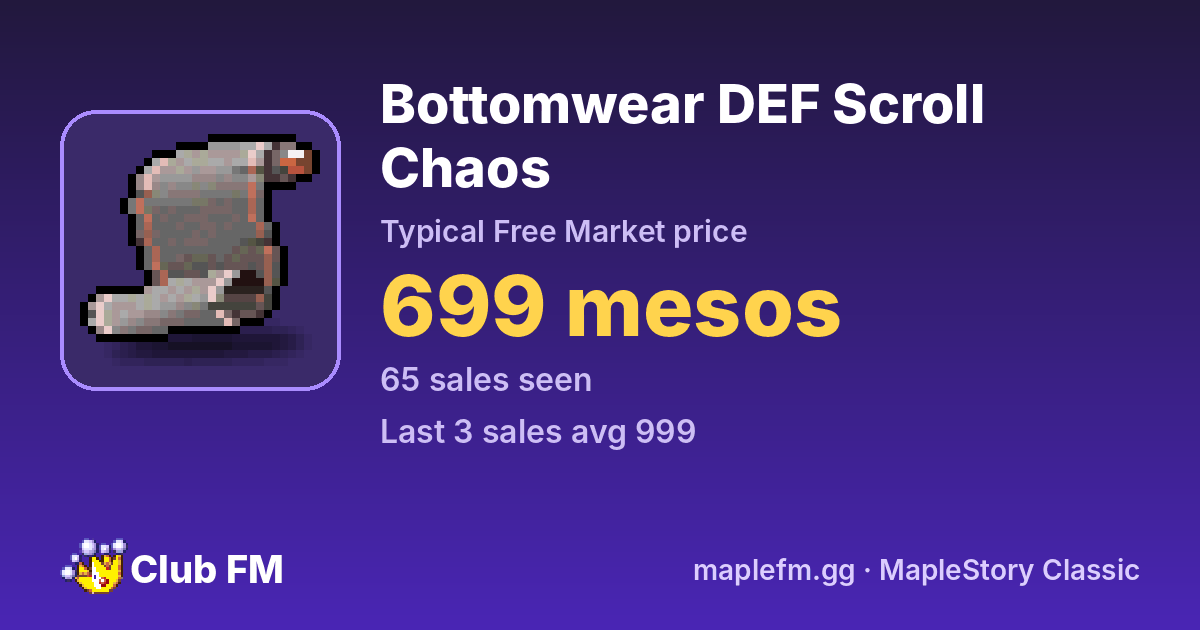 Bottomwear DEF Scroll
Chaos
Typical Free Market price
699 mesos
65 sales seen
Last 3 sales avg 999
Club FM
maplefm.gg · MapleStory Classic